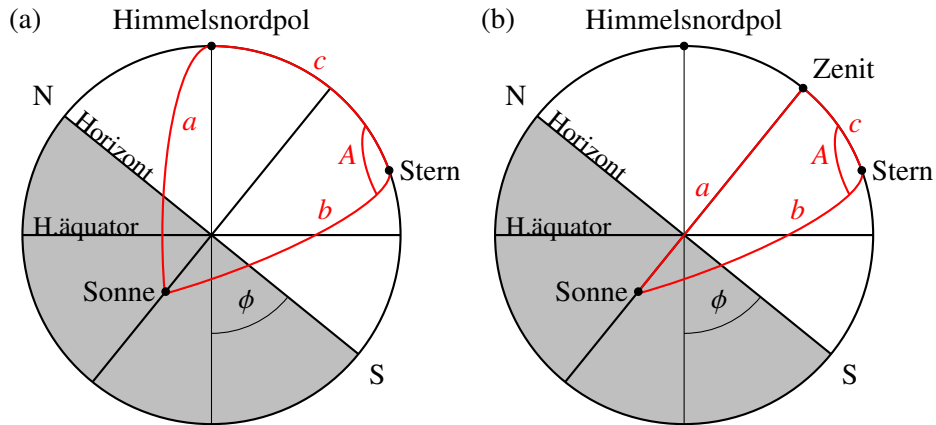 (a)
Himmelsnordpol
c
N
Horizont
a
A
Stern
b
H.äquator
Sonne
ϕ
S
(b)
Himmelsnordpol
Zenit
N
Horizont
c
A
Stern
a
b
H.äquator
Sonne
ϕ
S